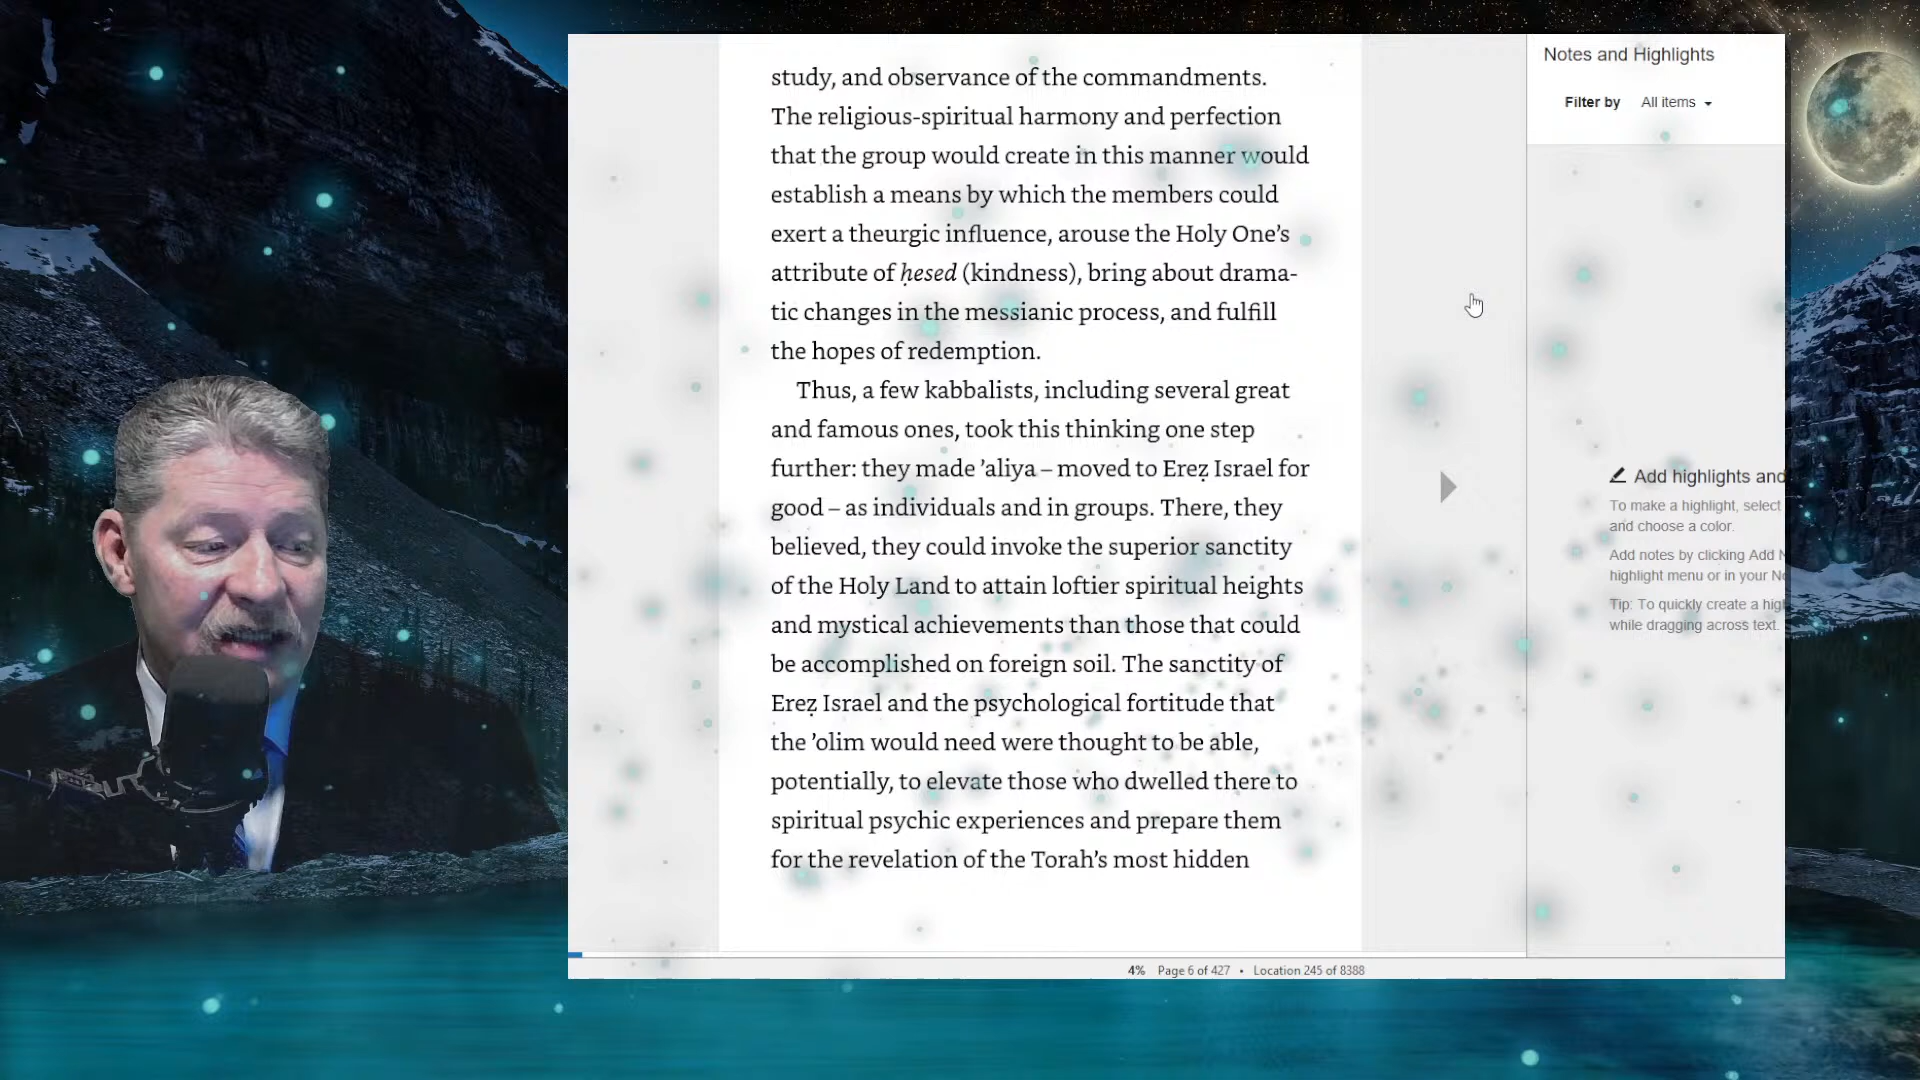 study, and observance of the commandments.
The religious-spiritual harmony and perfection
that the group would create in this manner would
establish a means by which the members could
exert a theurgic influence, arouse the Holy One’s
attribute of ḥesed (kindness), bring about drama-
tic changes in the messianic process, and fulfill
the hopes of redemption.
Thus, a few kabbalists, including several great
and famous ones, took this thinking one step
further: they made ’aliya – moved to Ereẓ Israel for
good – as individuals and in groups. There, they
believed, they could invoke the superior sanctity
of the Holy Land to attain loftier spiritual heights
and mystical achievements than those that could
be accomplished on foreign soil. The sanctity of
Ereẓ Israel and the psychological fortitude that
the ’olim would need were thought to be able,
potentially, to elevate those who dwelled there to
spiritual psychic experiences and prepare them
for the revelation of the Torah’s most hidden
4% Page 6 of 427 • Location 245 of 8388
Notes and Highlights
Filter by All items
Add highlights and
To make a highlight, select
and choose a color.
Add notes by clicking Add
highlight menu or in your
Tip: To quickly create a
while dragging across text.